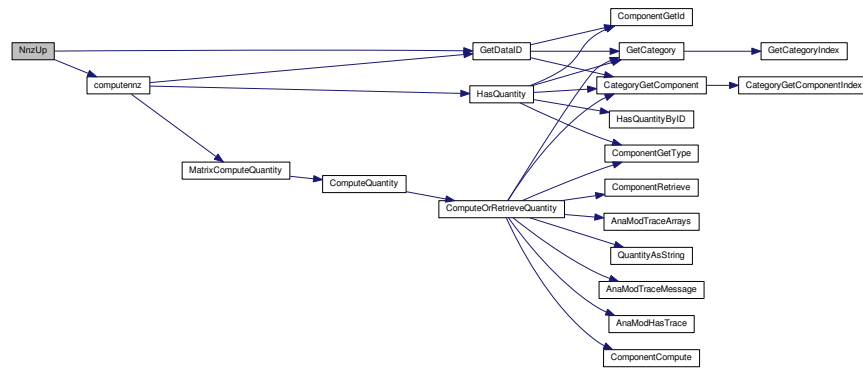 NnzUp
computennz
MatrixComputeQuantity
ComputeQuantity
GetDataID
HasQuantity
ComputeOrRetrieveQuantity
ComponentGetId
GetCategory
GetCategoryIndex
CategoryGetComponent
CategoryGetComponentIndex
HasQuantityByID
ComponentGetType
ComponentRetrieve
AnaModTraceArrays
QuantityAsString
AnaModTraceMessage
AnaModHasTrace
ComponentCompute